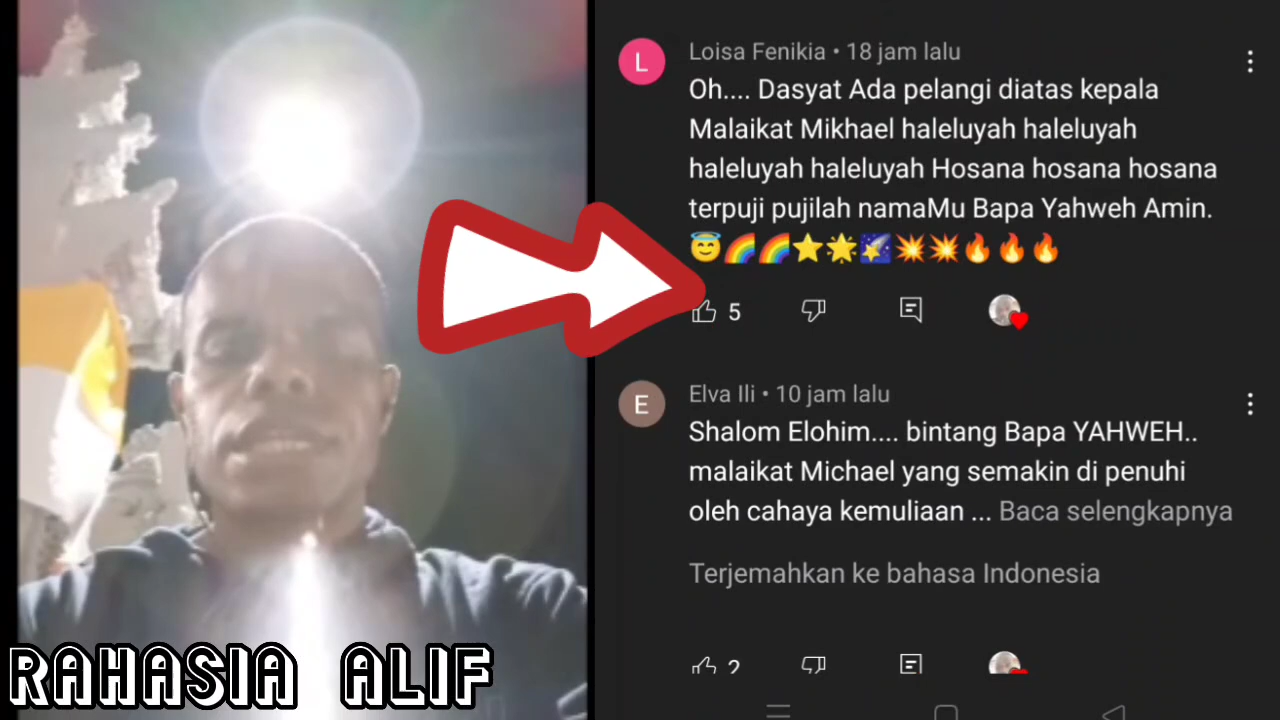 Loisa Fenikia • 18 jam lalu
Oh.... Dasyat Ada pelangi diatas kepala
Malaikat Mikhael haleluyah haleluyah
haleluyah haleluyah Hosana hosana hosana
terpuji pujilah namaMu Bapa Yahweh Amin.
😇🌈🌈⭐🌟🌠💥💥🔥🔥🔥
5
Elva Ili • 10 jam lalu
Shalom Elohim.... bintang Bapa YAHWEH..
malaikat Michael yang semakin di penuhi
oleh cahaya kemuliaan ... Baca selengkapnya
Terjemahkan ke bahasa Indonesia
2
L
E
RAHASIA ALIF